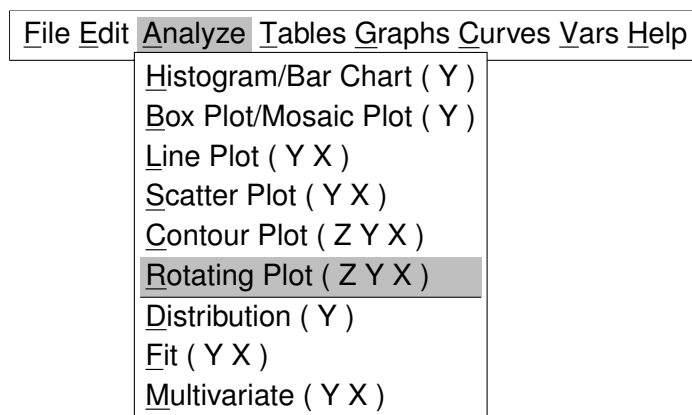 File Edit Analyze Tables Graphs Curves Vars Help
Histogram/Bar Chart ( Y )
Box Plot/Mosaic Plot ( Y )
Line Plot ( Y X )
Scatter Plot ( Y X )
Contour Plot ( Z Y X )
Rotating Plot ( Z Y X )
Distribution ( Y )
Fit ( Y X )
Multivariate ( Y X )